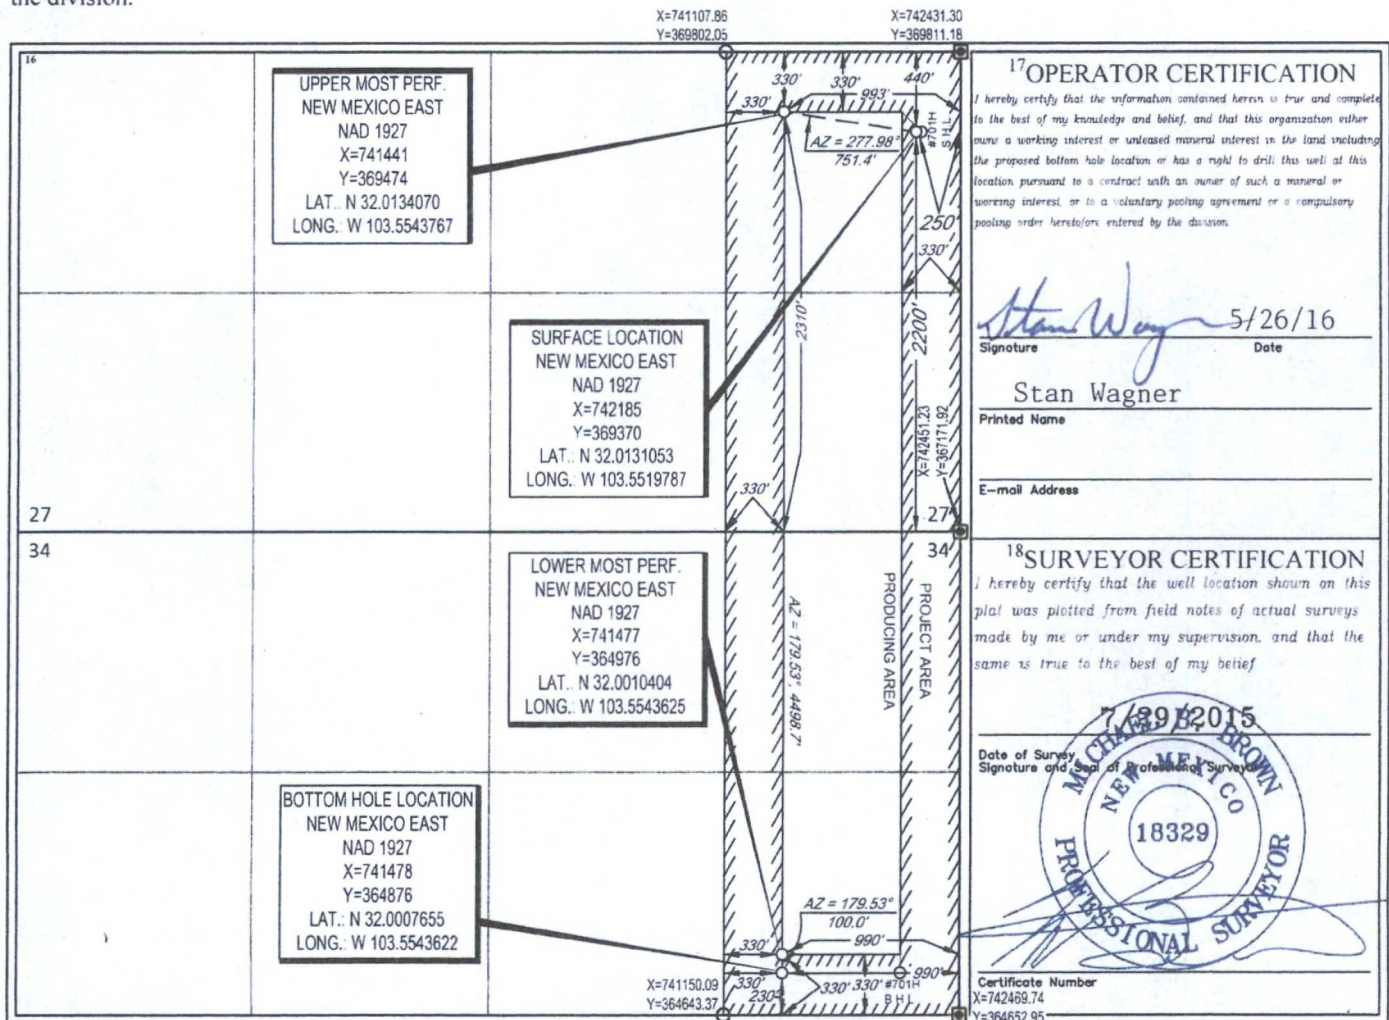 the division.
X=741107.86
Y=369802.05
X=742431.30
Y=369811.18
16
UPPER MOST PERF.
NEW MEXICO EAST
NAD 1927
X=741441
Y=369474
LAT.: N 32.0134070
LONG.: W 103.5543767
330'
330'
440'
330'
993'
AZ = 277.98°
751.4'
#701H
S.H.L.
250'
330'
2310'
2200'
SURFACE LOCATION
NEW MEXICO EAST
NAD 1927
X=742185
Y=369370
LAT.: N 32.0131053
LONG.: W 103.5519787
X=742451.23
Y=367171.92
330'
27
27
34
34
LOWER MOST PERF.
NEW MEXICO EAST
NAD 1927
X=741477
Y=364976
LAT.: N 32.0010404
LONG.: W 103.5543625
AZ = 179.53°, 4498.7'
PRODUCING AREA
PROJECT AREA
BOTTOM HOLE LOCATION
NEW MEXICO EAST
NAD 1927
X=741478
Y=364876
LAT.: N 32.0007655
LONG.: W 103.5543622
AZ = 179.53°
100.0'
330'
990'
330'
230'
330'
330'
#701H
B.H.L.
990'
X=741150.09
Y=364643.37
17 OPERATOR CERTIFICATION
I hereby certify that the information contained herein is true and complete
to the best of my knowledge and belief, and that this organization either
owns a working interest or unleased mineral interest in the land including
the proposed bottom hole location or has a right to drill this well at this
location pursuant to a contract with an owner of such a mineral or
working interest, or to a voluntary pooling agreement or a compulsory
pooling order heretofore entered by the division.
Stan Wagner 5/26/16
Signature Date
Stan Wagner
Printed Name
E-mail Address
18 SURVEYOR CERTIFICATION
I hereby certify that the well location shown on this
plat was plotted from field notes of actual surveys
made by me or under my supervision, and that the
same is true to the best of my belief
7/29/2015
Date of Survey
Signature and Seal of Professional Surveyor
MICHAEL B. BROWN
NEW MEXICO
18329
PROFESSIONAL SURVEYOR
Certificate Number
X=742469.74
Y=364652.95